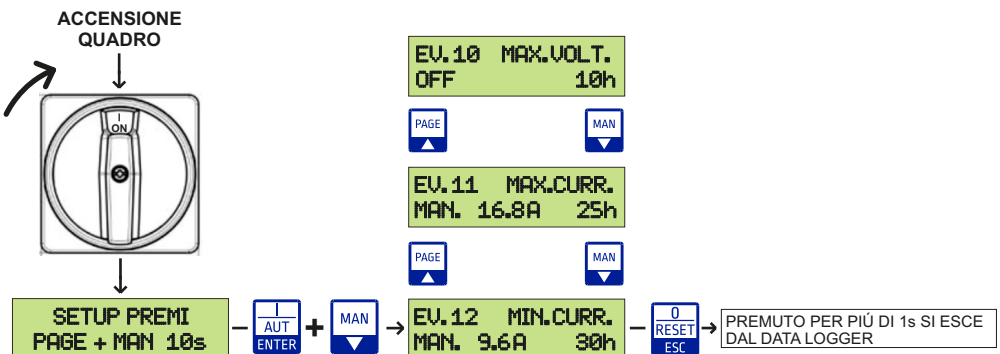 ACCENSIONE
QUADRO
I
ON
SETUP PREMI
PAGE + MAN 10s
–
I
AUT
ENTER
+
MAN
EV.10 MAX.VOLT.
OFF 10h
PAGE
MAN
EV.11 MAX.CURR.
MAN. 16.8A 25h
PAGE
MAN
EV.12 MIN.CURR.
MAN. 9.6A 30h
–
0
RESET
ESC
PREMUTO PER PIÚ DI 1s SI ESCE
DAL DATA LOGGER